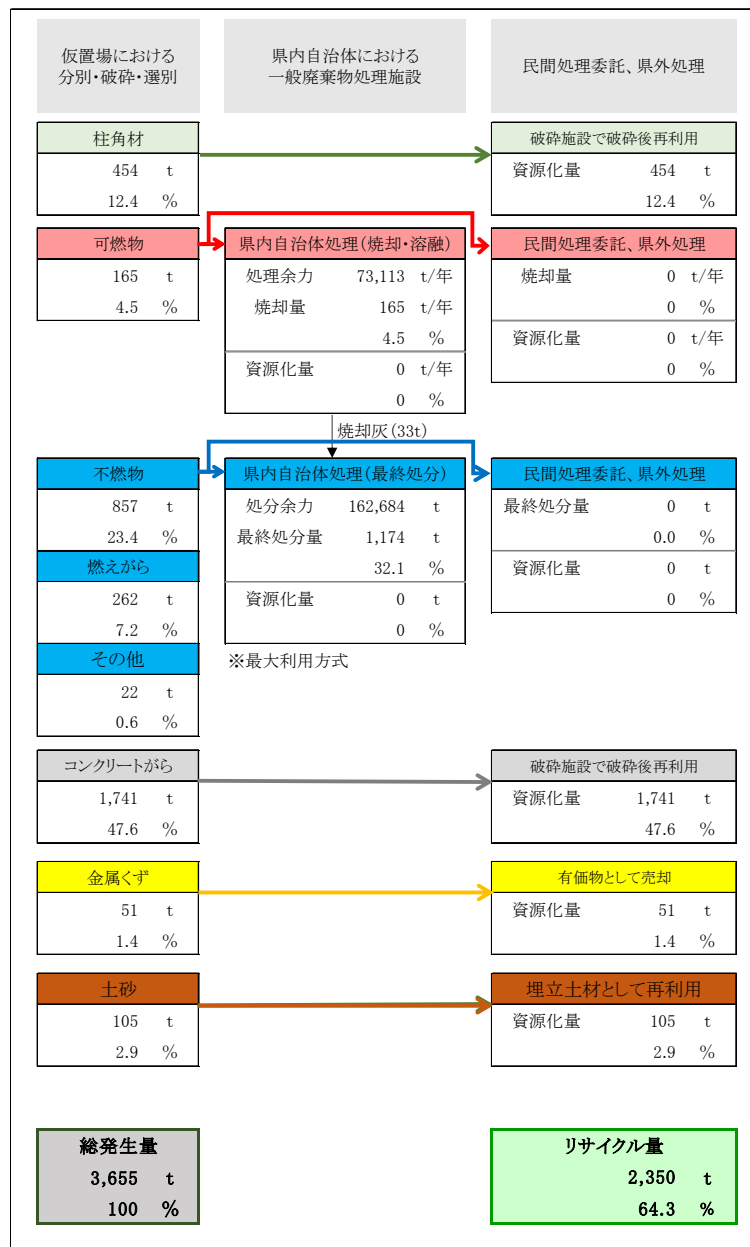 仮置場における
分別・破砕・選別
県内自治体における
一般廃棄物処理施設
民間処理委託、県外処理
柱角材
454 t
12.4 %
破砕施設で破砕後再利用
資源化量 454 t
12.4 %
可燃物
165 t
4.5 %
県内自治体処理(焼却・溶融)
処理余力 73,113 t/年
焼却量 165 t/年
4.5 %
資源化量 0 t/年
0 %
民間処理委託、県外処理
焼却量 0 t/年
0 %
資源化量 0 t/年
0 %
焼却灰(33t)
不燃物
857 t
23.4 %
燃えがら
262 t
7.2 %
その他
22 t
0.6 %
県内自治体処理(最終処分)
処分余力 162,684 t
最終処分量 1,174 t
32.1 %
資源化量 0 t
0 %
※最大利用方式
民間処理委託、県外処理
最終処分量 0 t
0.0 %
資源化量 0 t
0 %
コンクリートがら
1,741 t
47.6 %
破砕施設で破砕後再利用
資源化量 1,741 t
47.6 %
金属くず
51 t
1.4 %
有価物として売却
資源化量 51 t
1.4 %
土砂
105 t
2.9 %
埋立土材として再利用
資源化量 105 t
2.9 %
総発生量
3,655 t
100 %
リサイクル量
2,350 t
64.3 %